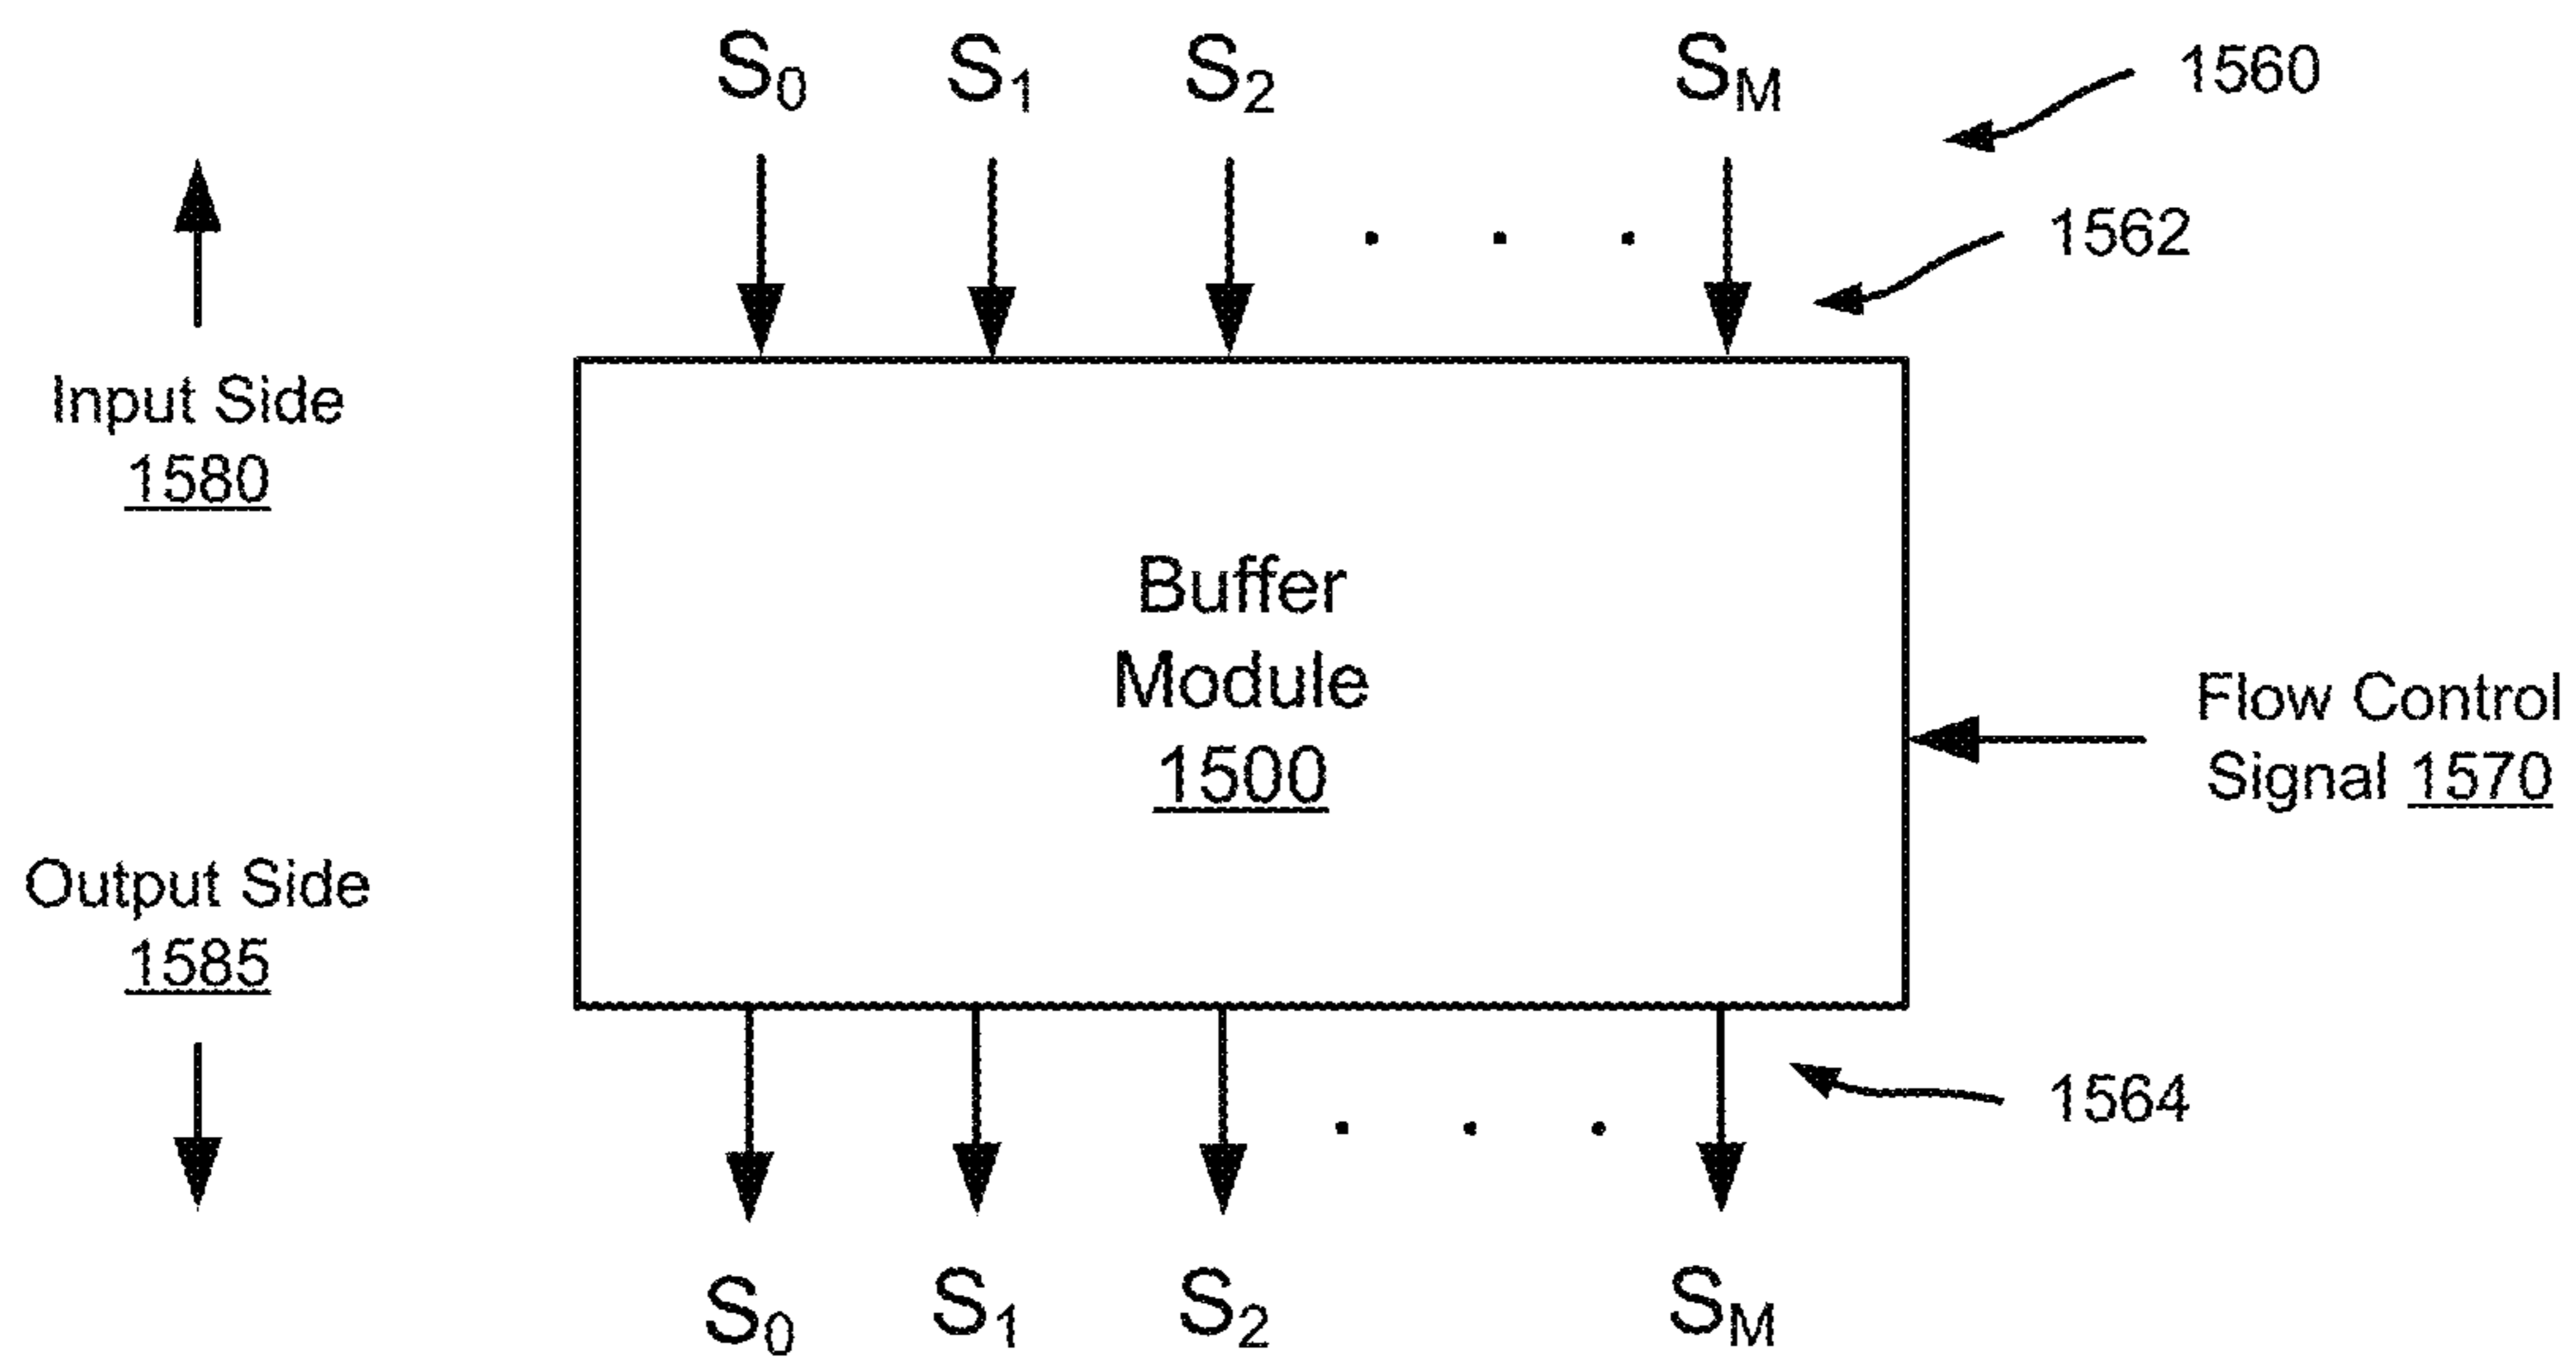 S0 S1 S2 . . . SM 1560
1562
Input Side
1580
Buffer
Module
1500
Flow Control
Signal 1570
Output Side
1585
1564
S0 S1 S2 . . . SM